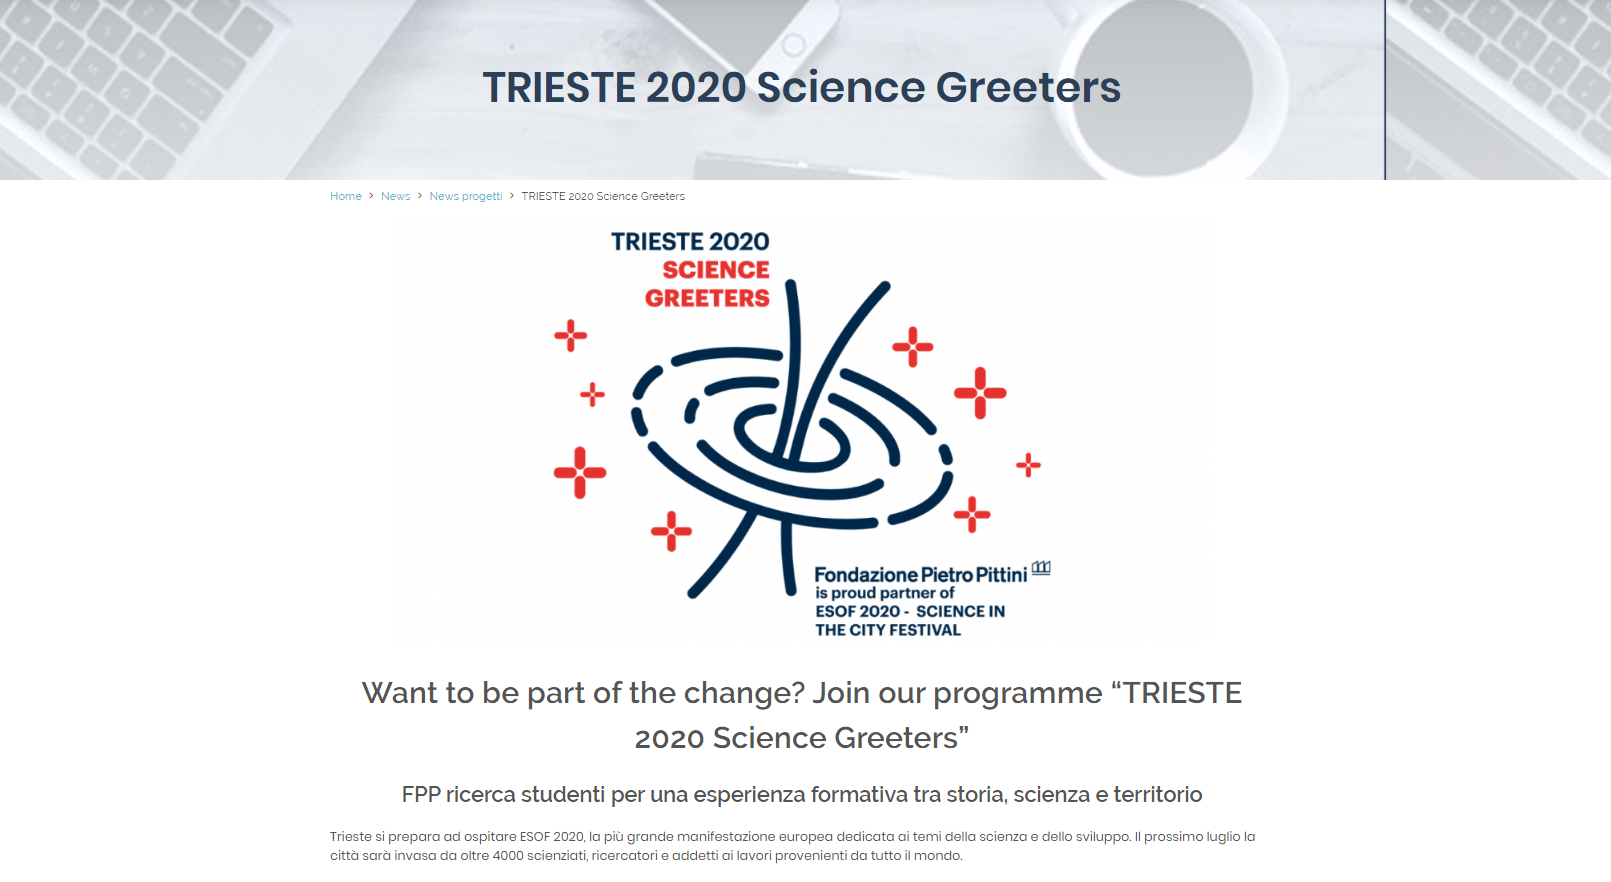 TRIESTE 2020 Science Greeters
Home > News > News progetti > TRIESTE 2020 Science Greeters
TRIESTE 2020
SCIENCE
GREETERS
Fondazione Pietro Pittini
is proud partner of
ESOF 2020 - SCIENCE IN
THE CITY FESTIVAL
Want to be part of the change? Join our programme “TRIESTE
2020 Science Greeters”
FPP ricerca studenti per una esperienza formativa tra storia, scienza e territorio
Trieste si prepara ad ospitare ESOF 2020, la più grande manifestazione europea dedicata ai temi della scienza e dello sviluppo. Il prossimo luglio la
città sarà invasa da oltre 4000 scienziati, ricercatori e addetti ai lavori provenienti da tutto il mondo.